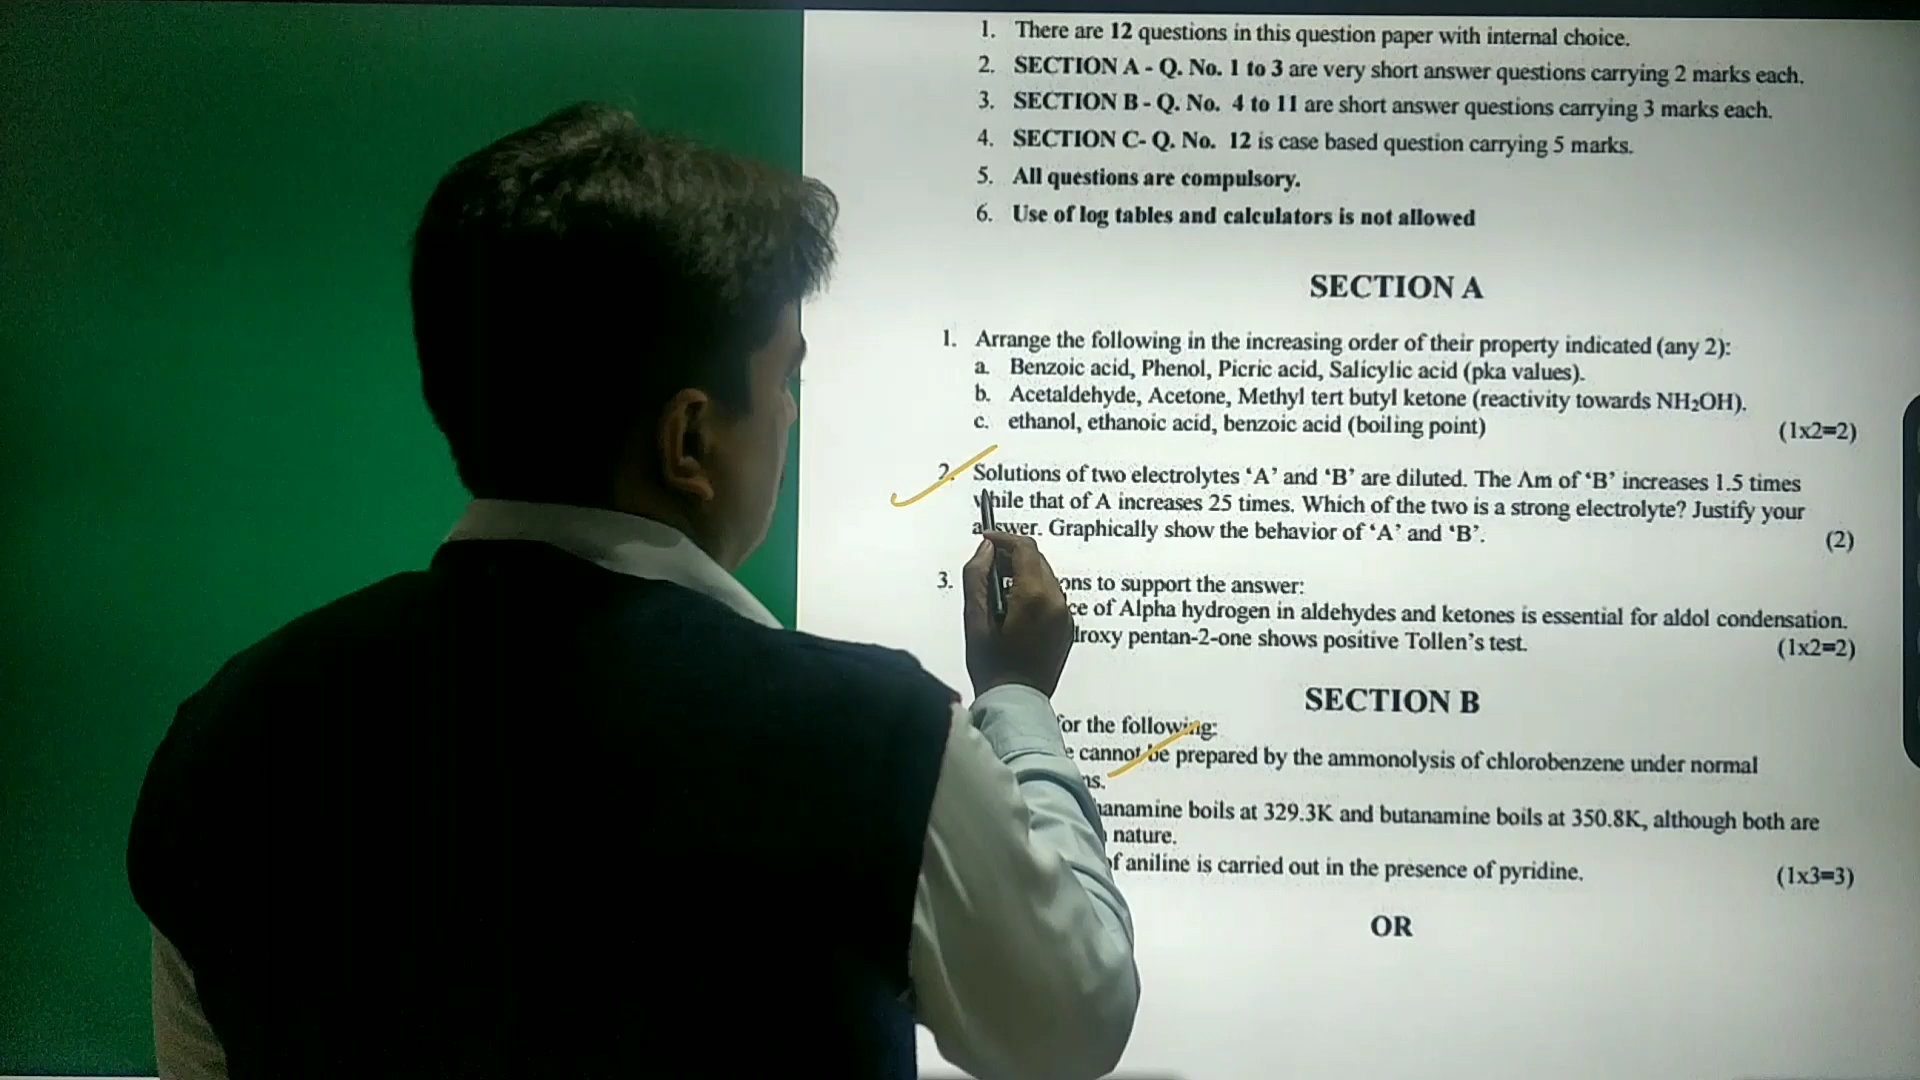 1. There are 12 questions in this question paper with internal choice.
2. SECTION A - Q. No. 1 to 3 are very short answer questions carrying 2 marks each.
3. SECTION B - Q. No. 4 to 11 are short answer questions carrying 3 marks each.
4. SECTION C- Q. No. 12 is case based question carrying 5 marks.
5. All questions are compulsory.
6. Use of log tables and calculators is not allowed
SECTION A
1. Arrange the following in the increasing order of their property indicated (any 2):
a. Benzoic acid, Phenol, Picric acid, Salicylic acid (pka values).
b. Acetaldehyde, Acetone, Methyl tert butyl ketone (reactivity towards NH₂OH).
c. ethanol, ethanoic acid, benzoic acid (boiling point) (1x2=2)
2. Solutions of two electrolytes ‘A’ and ‘B’ are diluted. The Λm of ‘B’ increases 1.5 times
while that of A increases 25 times. Which of the two is a strong electrolyte? Justify your
answer. Graphically show the behavior of ‘A’ and ‘B’. (2)
3. to support the answer:
of Alpha hydrogen in aldehydes and ketones is essential for aldol condensation.
pentan-2-one shows positive Tollen’s test. (1x2=2)
SECTION B
for the following:
cannot be prepared by the ammonolysis of chlorobenzene under normal
boils at 329.3K and butanamine boils at 350.8K, although both are
nature.
of aniline is carried out in the presence of pyridine. (1x3=3)
OR